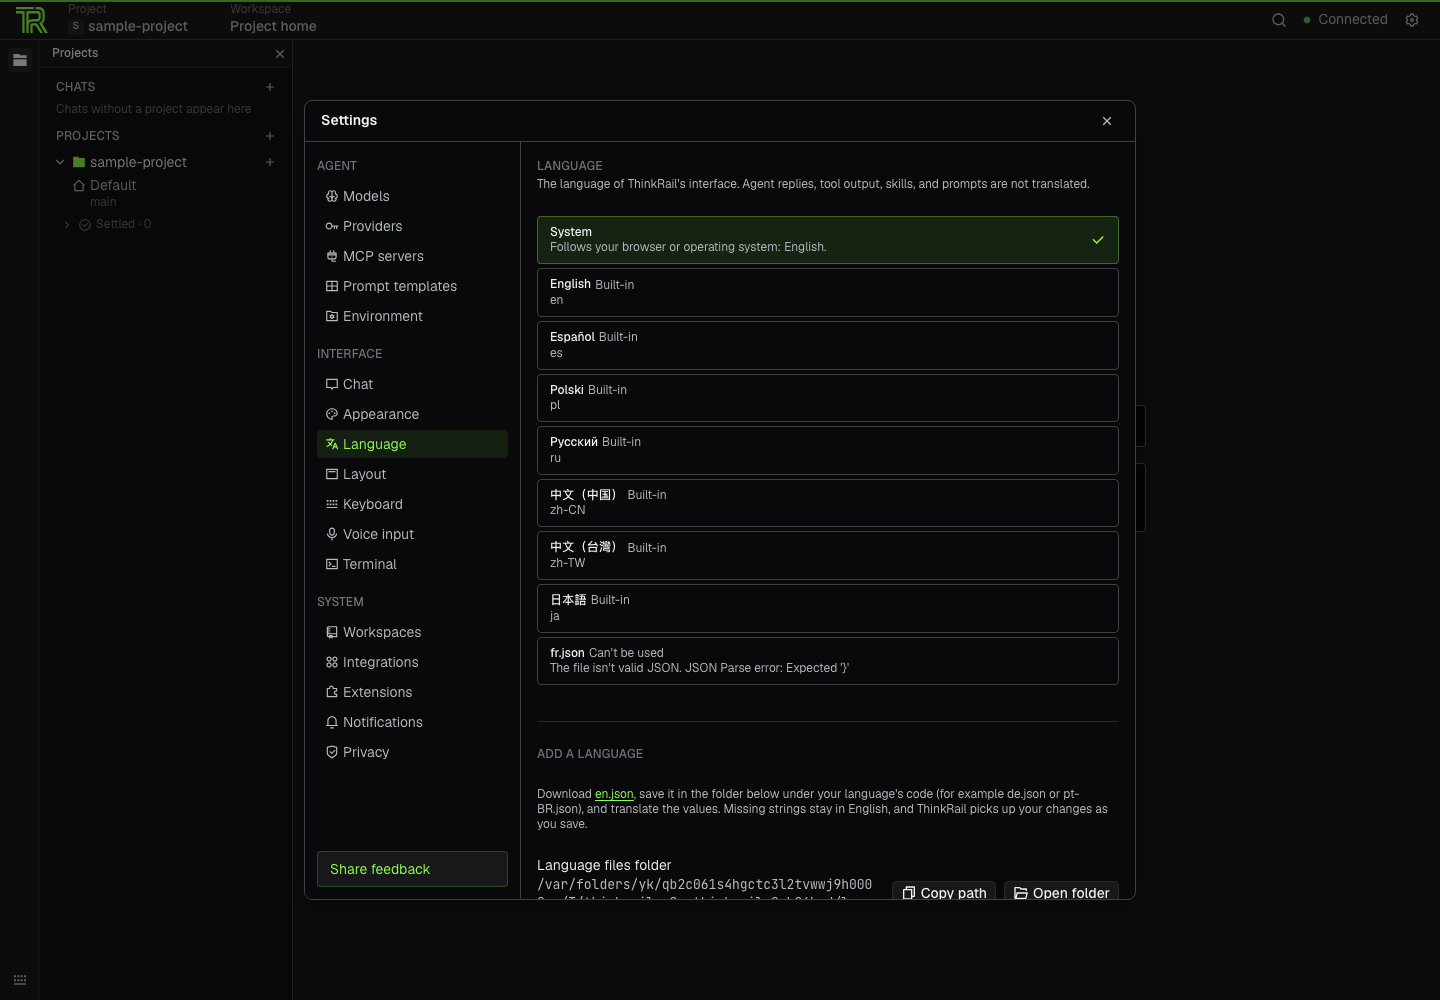 Project
Workspace
S sample-project
Project home
Connected
Projects
CHATS
Chats without a project appear here
PROJECTS
sample-project
Default
main
Settled · 0
Settings
AGENT
Models
Providers
MCP servers
Prompt templates
Environment
INTERFACE
Chat
Appearance
Language
Layout
Keyboard
Voice input
Terminal
SYSTEM
Workspaces
Integrations
Extensions
Notifications
Privacy
Share feedback
LANGUAGE
The language of ThinkRail's interface. Agent replies, tool output, skills, and prompts are not translated.
System
Follows your browser or operating system: English.
English Built-in
en
Español Built-in
es
Polski Built-in
pl
Русский Built-in
ru
中文（中国） Built-in
zh-CN
中文（台灣） Built-in
zh-TW
日本語 Built-in
ja
fr.json Can't be used
The file isn't valid JSON. JSON Parse error: Expected '}'
ADD A LANGUAGE
Download en.json, save it in the folder below under your language's code (for example de.json or pt-
BR.json), and translate the values. Missing strings stay in English, and ThinkRail picks up your changes as
you save.
Language files folder
/var/folders/yk/qb2c061s4hgctc3l2tvwwj9h000
Copy path
Open folder